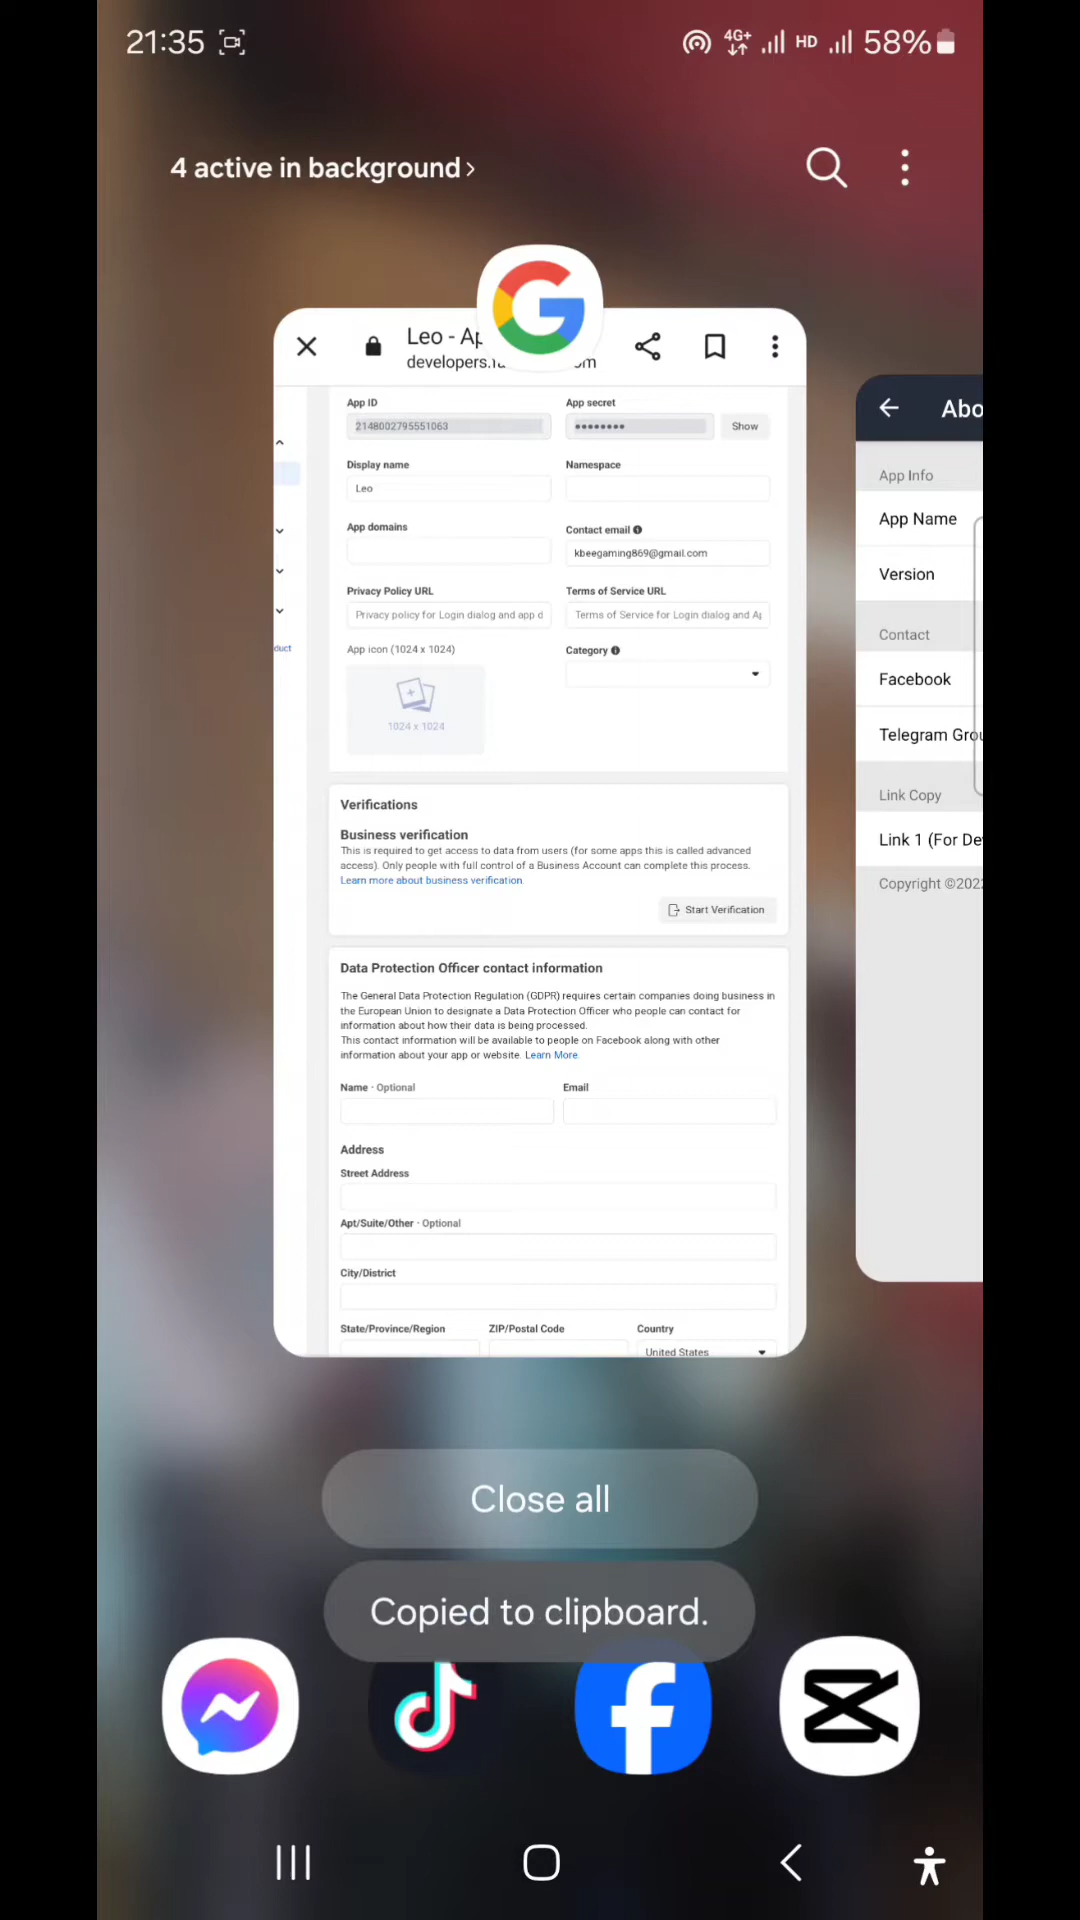 21:35
4G+ HD 58%
4 active in background >
Leo - Ap
developers.
App ID
App secret
2148002795551063
••••••••
Show
Display name
Namespace
Leo
App domains
Contact email
kbeegaming869@gmail.com
Privacy Policy URL
Terms of Service URL
Privacy policy for Login dialog and app d
Terms of Service for Login dialog and Ap
App icon (1024 x 1024)
Category
1024 x 1024
duct
Verifications
Business verification
This is required to get access to data from users (for some apps this is called advanced
access). Only people with full control of a Business Account can complete this process.
Learn more about business verification.
Start Verification
Data Protection Officer contact information
The General Data Protection Regulation (GDPR) requires certain companies doing business in
the European Union to designate a Data Protection Officer who people can contact for
information about how their data is being processed.
This contact information will be available to people on Facebook along with other
information about your app or website. Learn More.
Name · Optional
Email
Address
Street Address
Apt/Suite/Other · Optional
City/District
State/Province/Region
ZIP/Postal Code
Country
United States
Abo
App Info
App Name
Version
Contact
Facebook
Telegram Grou
Link Copy
Link 1 (For De
Copyright ©202
Close all
Copied to clipboard.